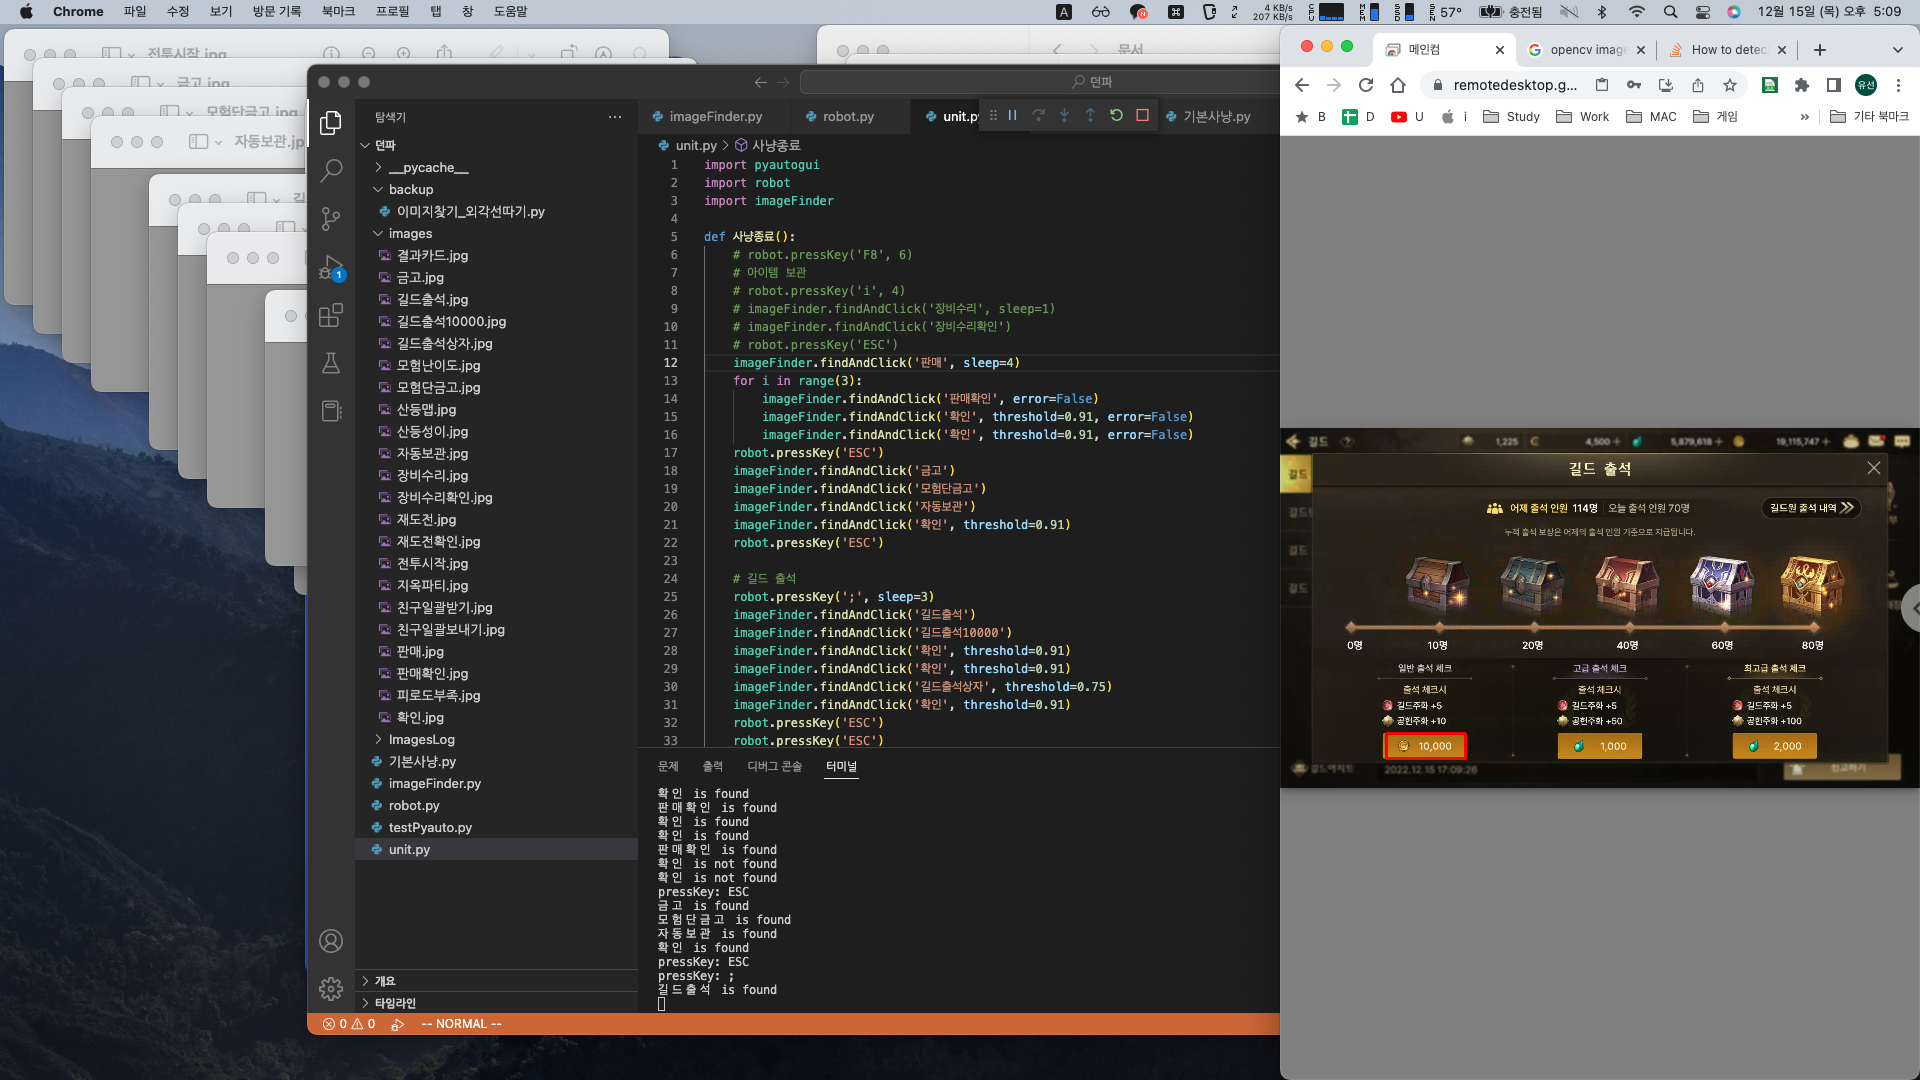 Chrome 파일 수정 보기 방문 기록 북마크 프로필 탭 창 도움말
4 KB/s
207 KB/s
57° 충전됨
12월 15일 (목) 오후 5:09
전투시작.jpg
금고.jpg
모험단금고.jpg
자동보관.jp
문서
던파
탐색기
던파
__pycache__
backup
이미지찾기_외각선따기.py
images
결과카드.jpg
금고.jpg
길드출석.jpg
길드출석10000.jpg
길드출석상자.jpg
모험난이도.jpg
모험단금고.jpg
산등맵.jpg
산등성이.jpg
자동보관.jpg
장비수리.jpg
장비수리확인.jpg
재도전.jpg
재도전확인.jpg
전투시작.jpg
지옥파티.jpg
친구일괄받기.jpg
친구일괄보내기.jpg
판매.jpg
판매확인.jpg
피로도부족.jpg
확인.jpg
ImagesLog
기본사냥.py
imageFinder.py
robot.py
testPyauto.py
unit.py
개요
타임라인
0 0 -- NORMAL --
imageFinder.py robot.py unit.py 기본사냥.py
unit.py > 사냥종료
1 import pyautogui
2 import robot
3 import imageFinder
4
5 def 사냥종료():
6 # robot.pressKey('F8', 6)
7 # 아이템 보관
8 # robot.pressKey('i', 4)
9 # imageFinder.findAndClick('장비수리', sleep=1)
10 # imageFinder.findAndClick('장비수리확인')
11 # robot.pressKey('ESC')
12 imageFinder.findAndClick('판매', sleep=4)
13 for i in range(3):
14 imageFinder.findAndClick('판매확인', error=False)
15 imageFinder.findAndClick('확인', threshold=0.91, error=False)
16 imageFinder.findAndClick('확인', threshold=0.91, error=False)
17 robot.pressKey('ESC')
18 imageFinder.findAndClick('금고')
19 imageFinder.findAndClick('모험단금고')
20 imageFinder.findAndClick('자동보관')
21 imageFinder.findAndClick('확인', threshold=0.91)
22 robot.pressKey('ESC')
23
24 # 길드 출석
25 robot.pressKey(';', sleep=3)
26 imageFinder.findAndClick('길드출석')
27 imageFinder.findAndClick('길드출석10000')
28 imageFinder.findAndClick('확인', threshold=0.91)
29 imageFinder.findAndClick('확인', threshold=0.91)
30 imageFinder.findAndClick('길드출석상자', threshold=0.75)
31 imageFinder.findAndClick('확인', threshold=0.91)
32 robot.pressKey('ESC')
33 robot.pressKey('ESC')
문제 출력 디버그 콘솔 터미널
확인 is found
판매확인 is found
확인 is found
확인 is found
판매확인 is found
확인 is not found
확인 is not found
pressKey: ESC
금고 is found
모험단금고 is found
자동보관 is found
확인 is found
pressKey: ESC
pressKey: ;
길드출석 is found
메인컴 opencv imag How to detec
remotedesktop.g...
유선
B D U i Study Work MAC 게임 » 기타 북마크
길드 1,225 4,500 5,879,618 19,115,747
길드 출석
어제 출석 인원 114명 오늘 출석 인원 70명
길드원 출석 내역
누적 출석 보상은 어제의 출석 인원 기준으로 지급됩니다.
0명 10명 20명 40명 60명 80명
일반 출석 체크 고급 출석 체크 최고급 출석 체크
출석 체크시 출석 체크시 출석 체크시
길드주화 +5 길드주화 +5 길드주화 +5
공헌주화 +10 공헌주화 +50 공헌주화 +100
10,000 1,000 2,000
길드아지트 2022.12.15 17:09:26 신고하기